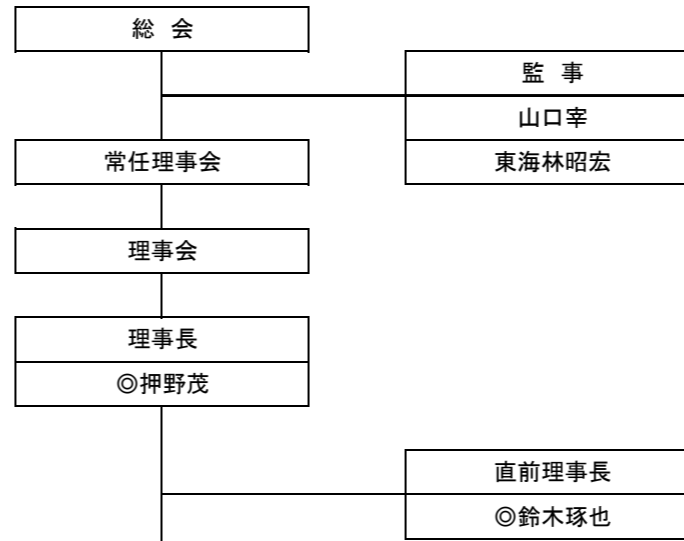 総 会
監 事
山口宰
常任理事会
東海林昭宏
理事会
理事長
◎押野茂
直前理事長
◎鈴木琢也